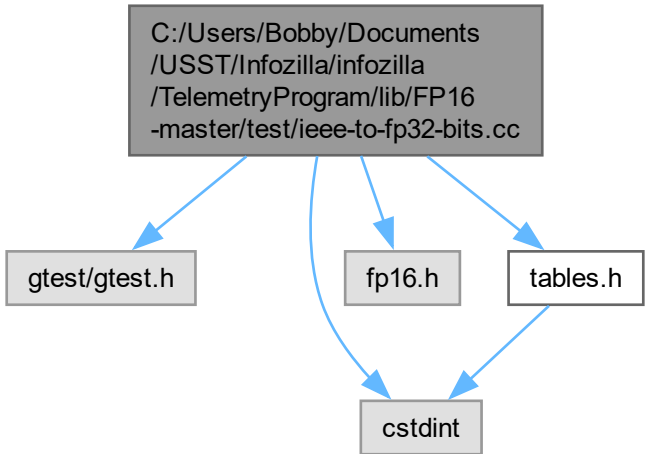 C:/Users/Bobby/Documents
/USST/Infozilla/infozilla
/TelemetryProgram/lib/FP16
-master/test/ieee-to-fp32-bits.cc
gtest/gtest.h
fp16.h
tables.h
cstdint